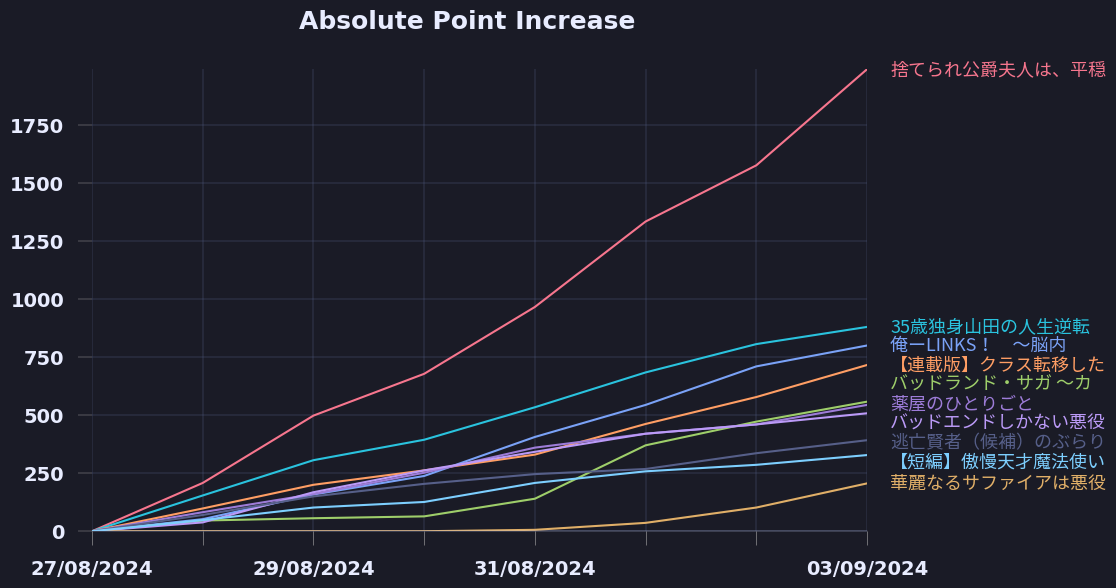 Absolute Point Increase
捨てられ公爵夫人は、平穏
1750
1500
1250
1000
750
500
250
0
35歳独身山田の人生逆転
俺ーLINKS！　～脳内
【連載版】クラス転移した
バッドランド・サガ ～カ
薬屋のひとりごと
バッドエンドしかない悪役
逃亡賢者（候補）のぶらり
【短編】傲慢天才魔法使い
華麗なるサファイアは悪役
27/08/2024
29/08/2024
31/08/2024
03/09/2024